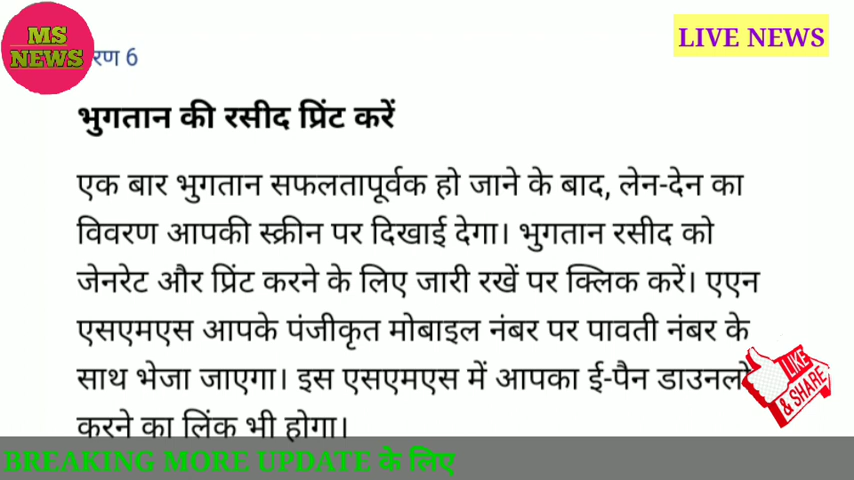 MS
NEWS
रण 6
LIVE NEWS
भुगतान की रसीद प्रिंट करें
एक बार भुगतान सफलतापूर्वक हो जाने के बाद, लेन-देन का
विवरण आपकी स्क्रीन पर दिखाई देगा। भुगतान रसीद को
जेनरेट और प्रिंट करने के लिए जारी रखें पर क्लिक करें। एएन
एसएमएस आपके पंजीकृत मोबाइल नंबर पर पावती नंबर के
साथ भेजा जाएगा। इस एसएमएस में आपका ई-पैन डाउनलो
करने का लिंक भी होगा।
LIKE
& SHARE
BREAKING MORE UPDATE के लिए